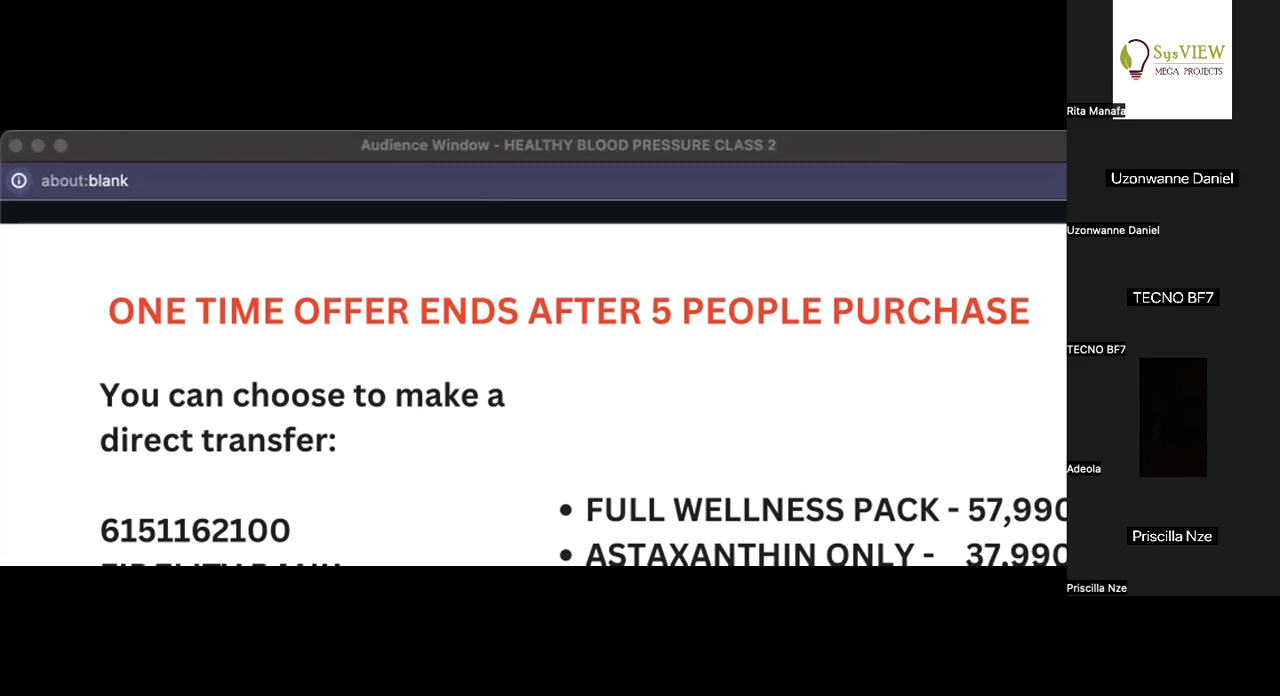 Audience Window - HEALTHY BLOOD PRESSURE CLASS 2
about:blank
ONE TIME OFFER ENDS AFTER 5 PEOPLE PURCHASE
You can choose to make a
direct transfer:
6151162100
FIDELITY BANK
• FULL WELLNESS PACK - 57,990
• ASTAXANTHIN ONLY - 37,990
SysVIEW
MEGA PROJECTS
Rita Manafa
Uzonwanne Daniel
Uzonwanne Daniel
TECNO BF7
TECNO BF7
Adeola
Priscilla Nze
Priscilla Nze